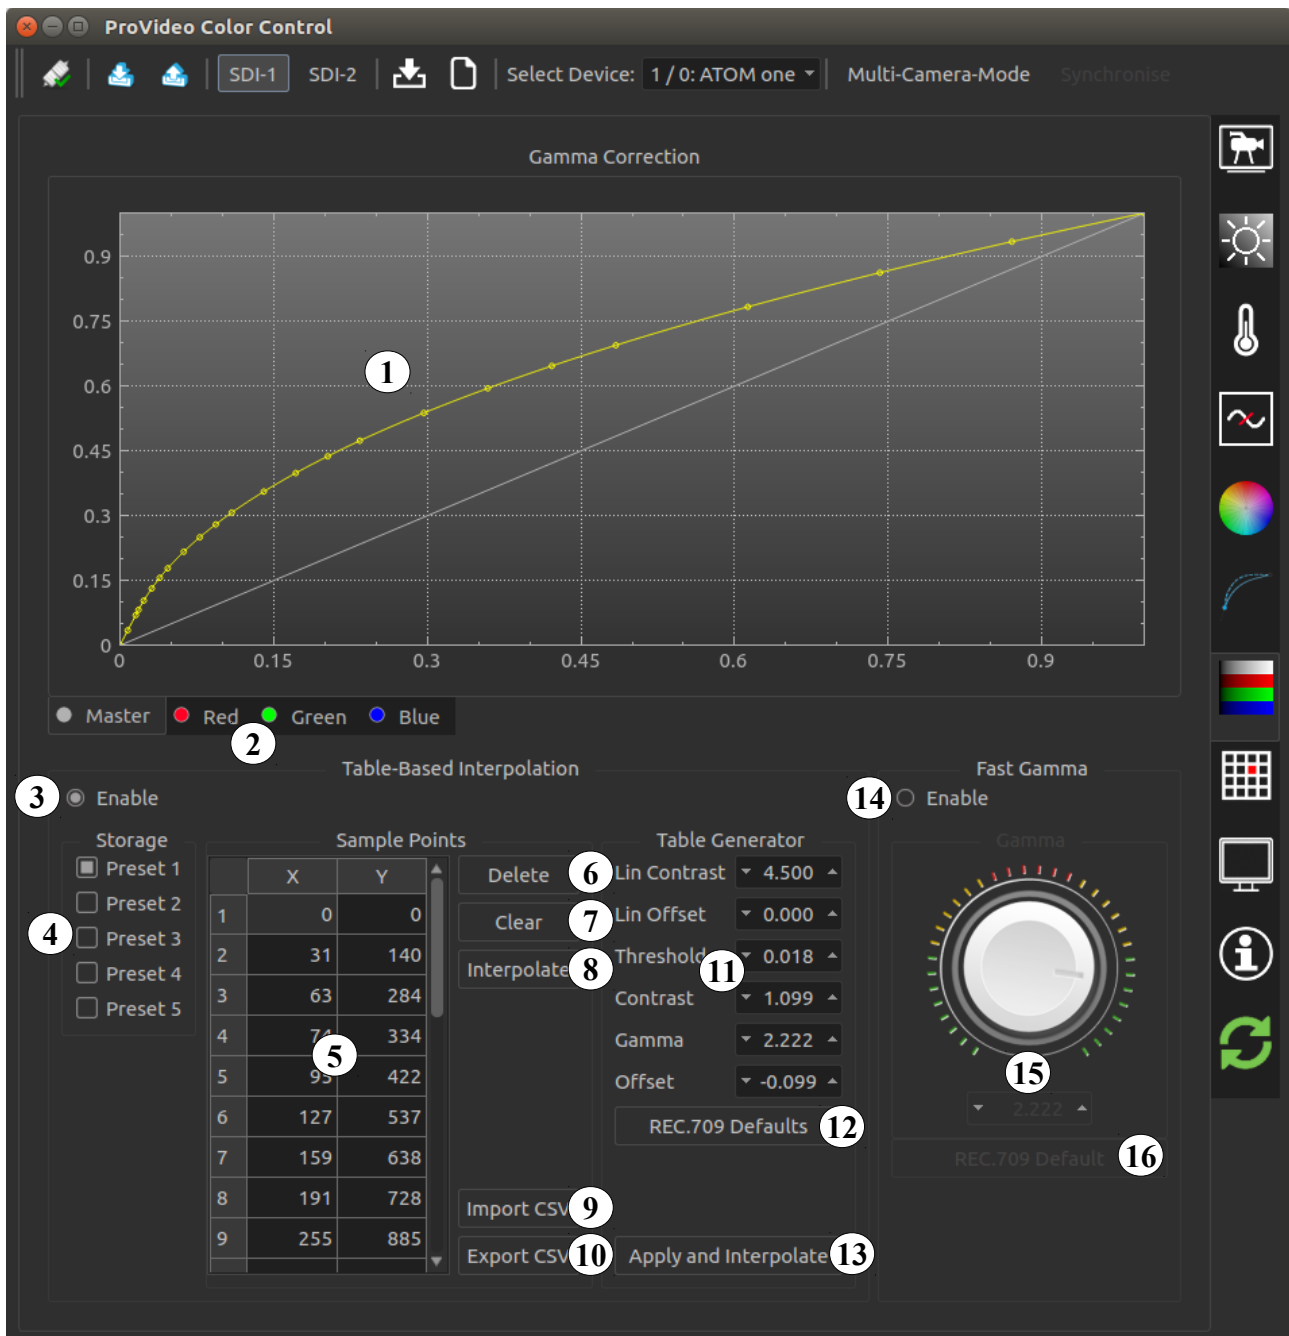 ProVideo Color Control
SDI-1 SDI-2 Select Device: 1 / 0: ATOM one Multi-Camera-Mode Synchronise
Gamma Correction
0.9
0.75
1
0.6
0.45
0.3
0.15
0
0 0.15 0.3 0.45 0.6 0.75 0.9
Master Red Green Blue
2
Table-Based Interpolation Fast Gamma
3 Enable 14 Enable
Storage Sample Points Table Generator Gamma
Preset 1
Preset 2
4 Preset 3
Preset 4
Preset 5
X Y
1 0 0
2 31 140
3 63 284
4 74 334
5
5 95 422
6 127 537
7 159 638
8 191 728
9 255 885
Delete 6
Clear 7
Interpolate 8
Import CSV 9
Export CSV 10
Lin Contrast 4.500
Lin Offset 0.000
Threshold 0.018
11
Contrast 1.099
Gamma 2.222
Offset -0.099
REC.709 Defaults 12
Apply and Interpolate 13
15
2.222
REC.709 Default 16